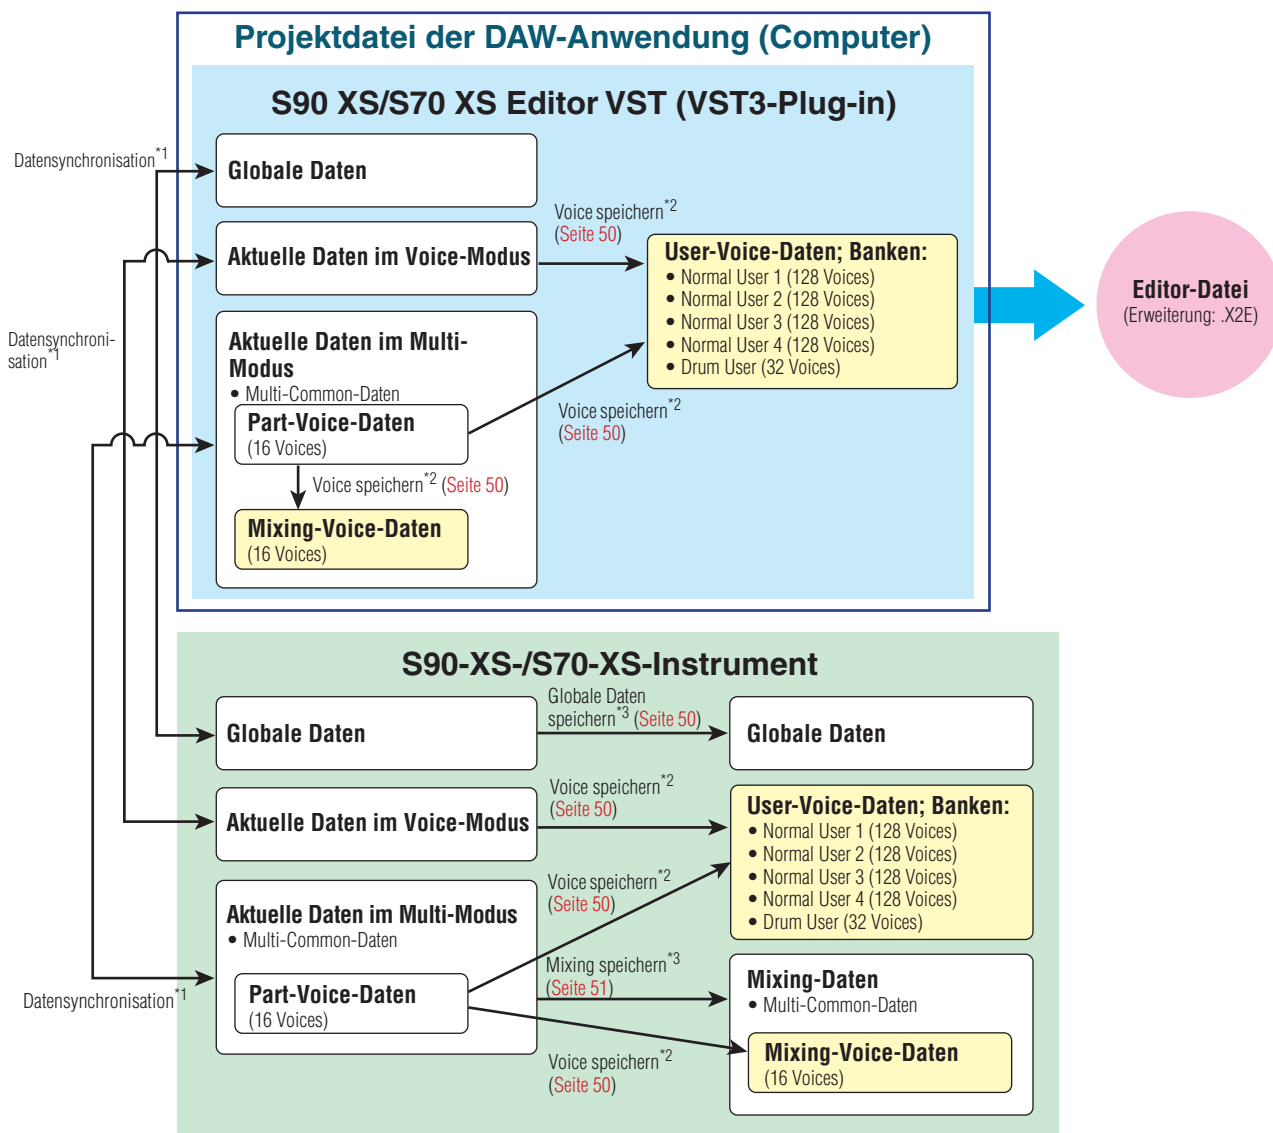 Projektdatei der DAW-Anwendung (Computer)
S90 XS/S70 XS Editor VST (VST3-Plug-in)
Datensynchronisation*1
Globale Daten
Voice speichern*2
(Seite 50)
Aktuelle Daten im Voice-Modus
User-Voice-Daten; Banken:
• Normal User 1 (128 Voices)
• Normal User 2 (128 Voices)
• Normal User 3 (128 Voices)
• Normal User 4 (128 Voices)
• Drum User (32 Voices)
Editor-Datei
(Erweiterung: .X2E)
Datensynchroni-
sation*1
Aktuelle Daten im Multi-
Modus
• Multi-Common-Daten
Part-Voice-Daten
(16 Voices)
Voice speichern*2
(Seite 50)
Voice speichern*2 (Seite 50)
Mixing-Voice-Daten
(16 Voices)
S90-XS-/S70-XS-Instrument
Globale Daten
Globale Daten
speichern*3 (Seite 50)
Globale Daten
Aktuelle Daten im Voice-Modus
Voice speichern*2
(Seite 50)
User-Voice-Daten; Banken:
• Normal User 1 (128 Voices)
• Normal User 2 (128 Voices)
• Normal User 3 (128 Voices)
• Normal User 4 (128 Voices)
• Drum User (32 Voices)
Voice speichern*2
(Seite 50)
Aktuelle Daten im Multi-Modus
• Multi-Common-Daten
Datensynchronisation*1
Part-Voice-Daten
(16 Voices)
Mixing speichern*3
(Seite 51)
Mixing-Daten
• Multi-Common-Daten
Voice speichern*2
(Seite 50)
Mixing-Voice-Daten
(16 Voices)